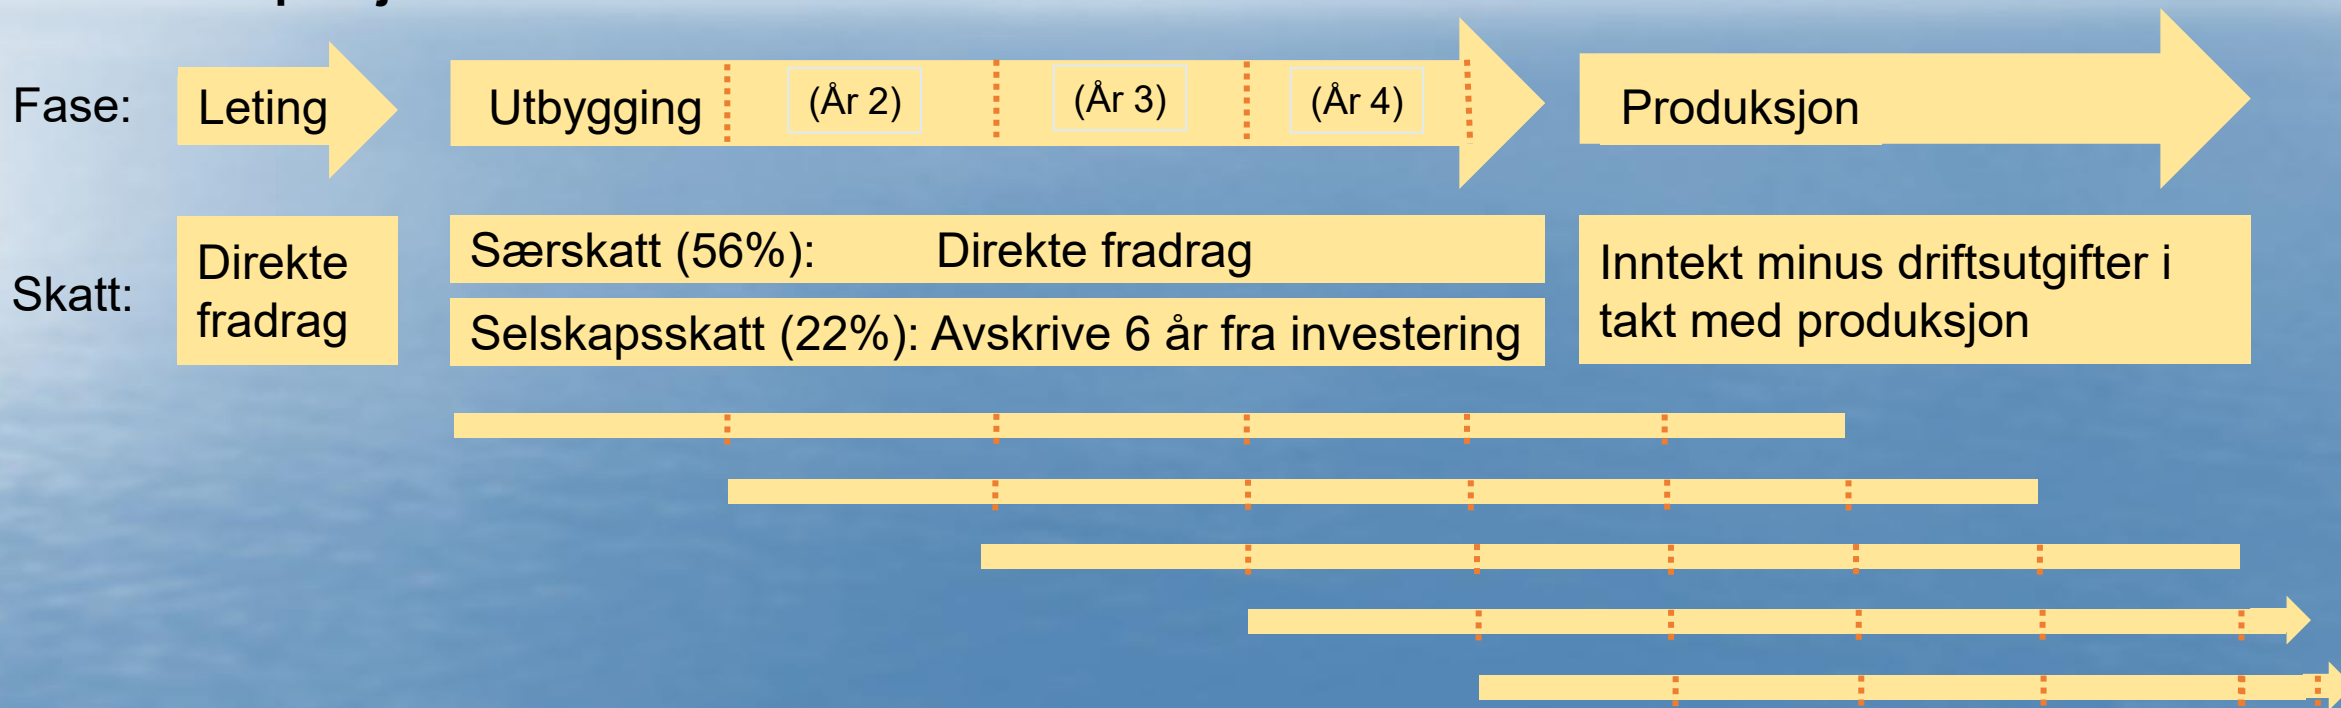 Fase:
Leting
Utbygging
(År 2)
(År 3)
(År 4)
Produksjon
Skatt:
Direkte
fradrag
Særskatt (56%): Direkte fradrag
Selskapsskatt (22%): Avskrive 6 år fra investering
Inntekt minus driftsutgifter i
takt med produksjon